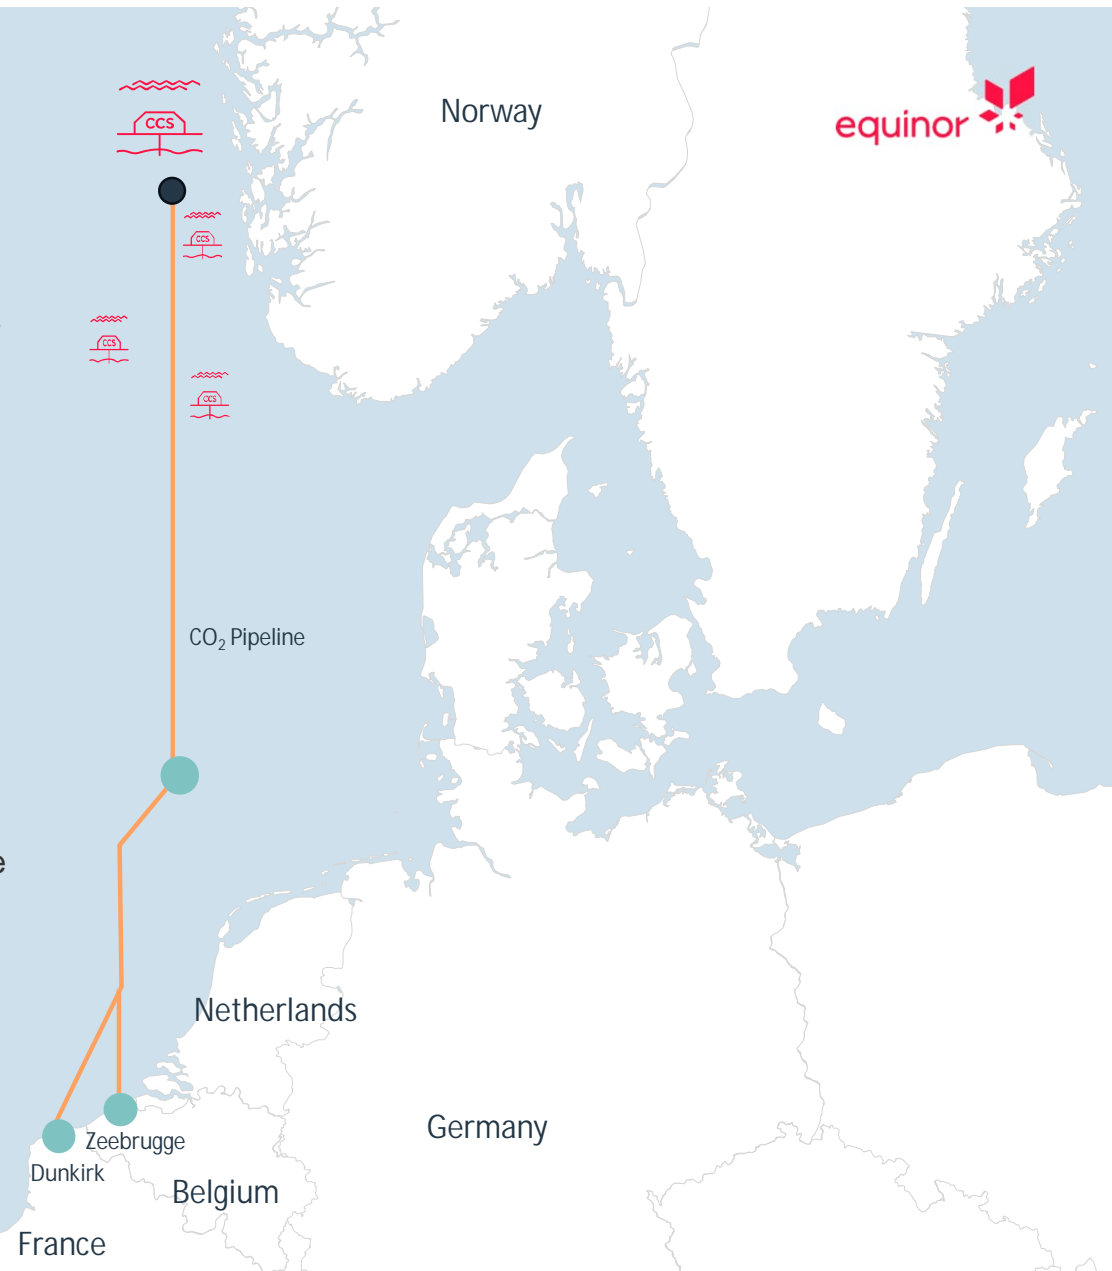 Norway
equinor
CCS
CCS
CCS
CCS
CO₂ Pipeline
e
Netherlands
Germany
Zeebrugge
Dunkirk
Belgium
France